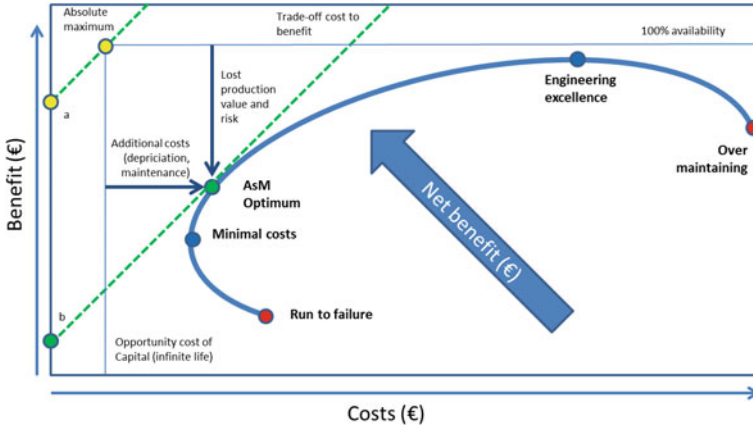 Absolute
maximum
Trade-off cost to
benefit
100% availability
Engineering
excellence
Lost
production
value and
risk
a
Additional costs
(depriciation,
maintenance)
Over
maintaining
AsM
Optimum
Minimal costs
Net benefit (€)
b
Run to failure
Opportunity cost of
Capital (infinite life)
Benefit (€)
Costs (€)